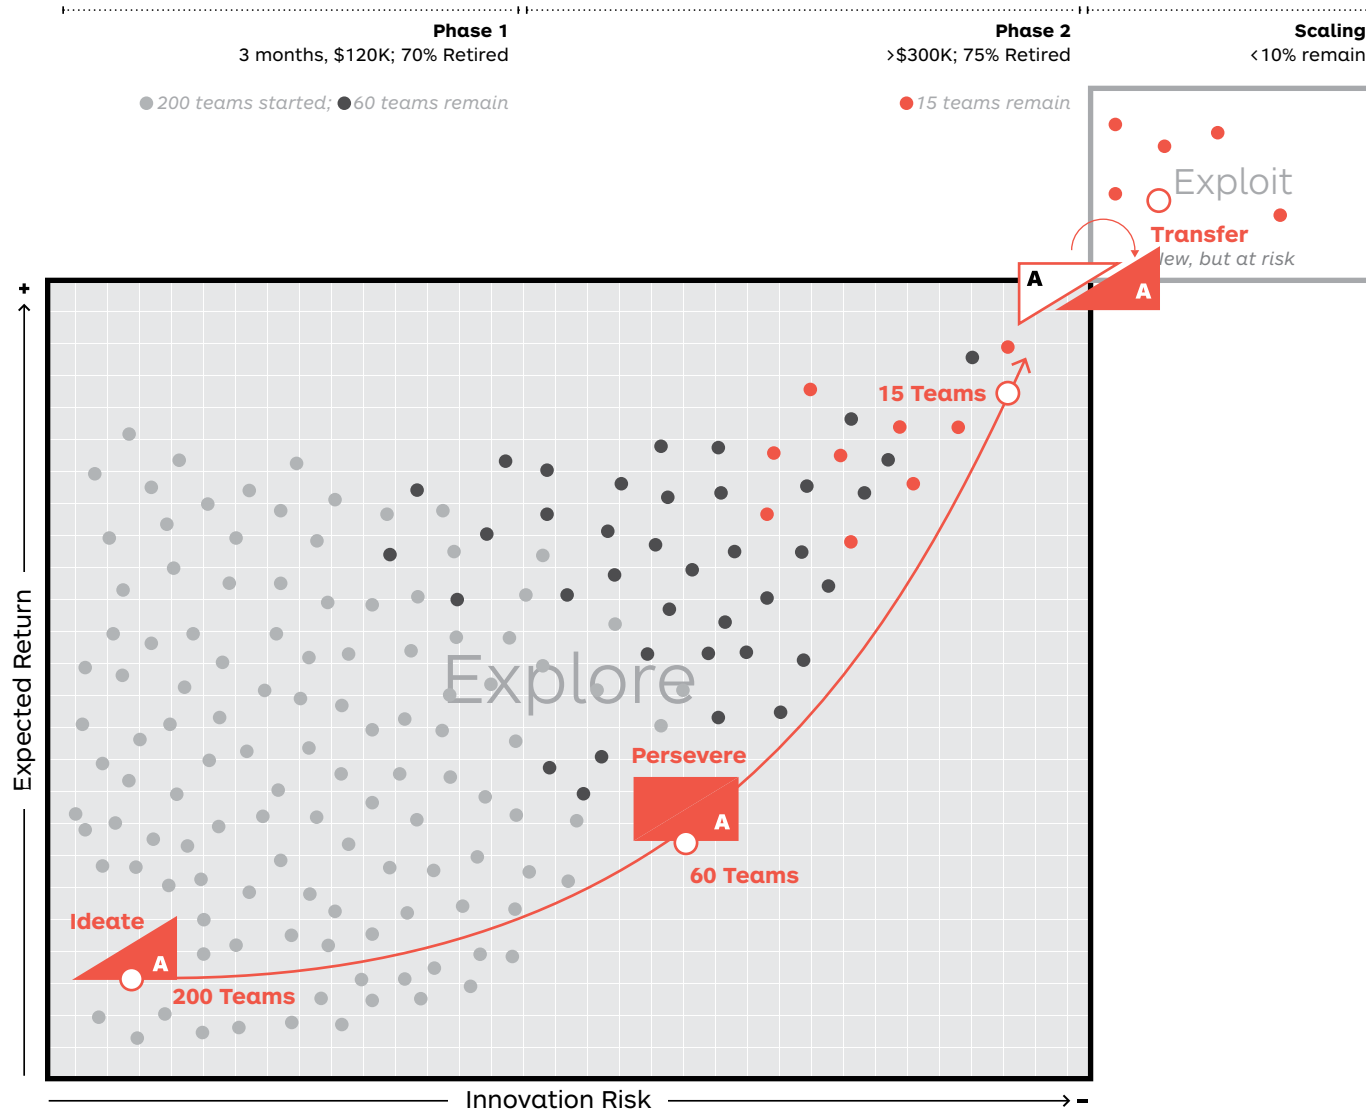 Phase 1
3 months, $120K; 70% Retired
200 teams started; 60 teams remain
Phase 2
>$300K; 75% Retired
15 teams remain
Scaling
<10% remain
Exploit
Transfer
New, but at risk
A
A
+
15 Teams
Explore
Persevere
A
60 Teams
Ideate
A
200 Teams
Expected Return
Innovation Risk
-